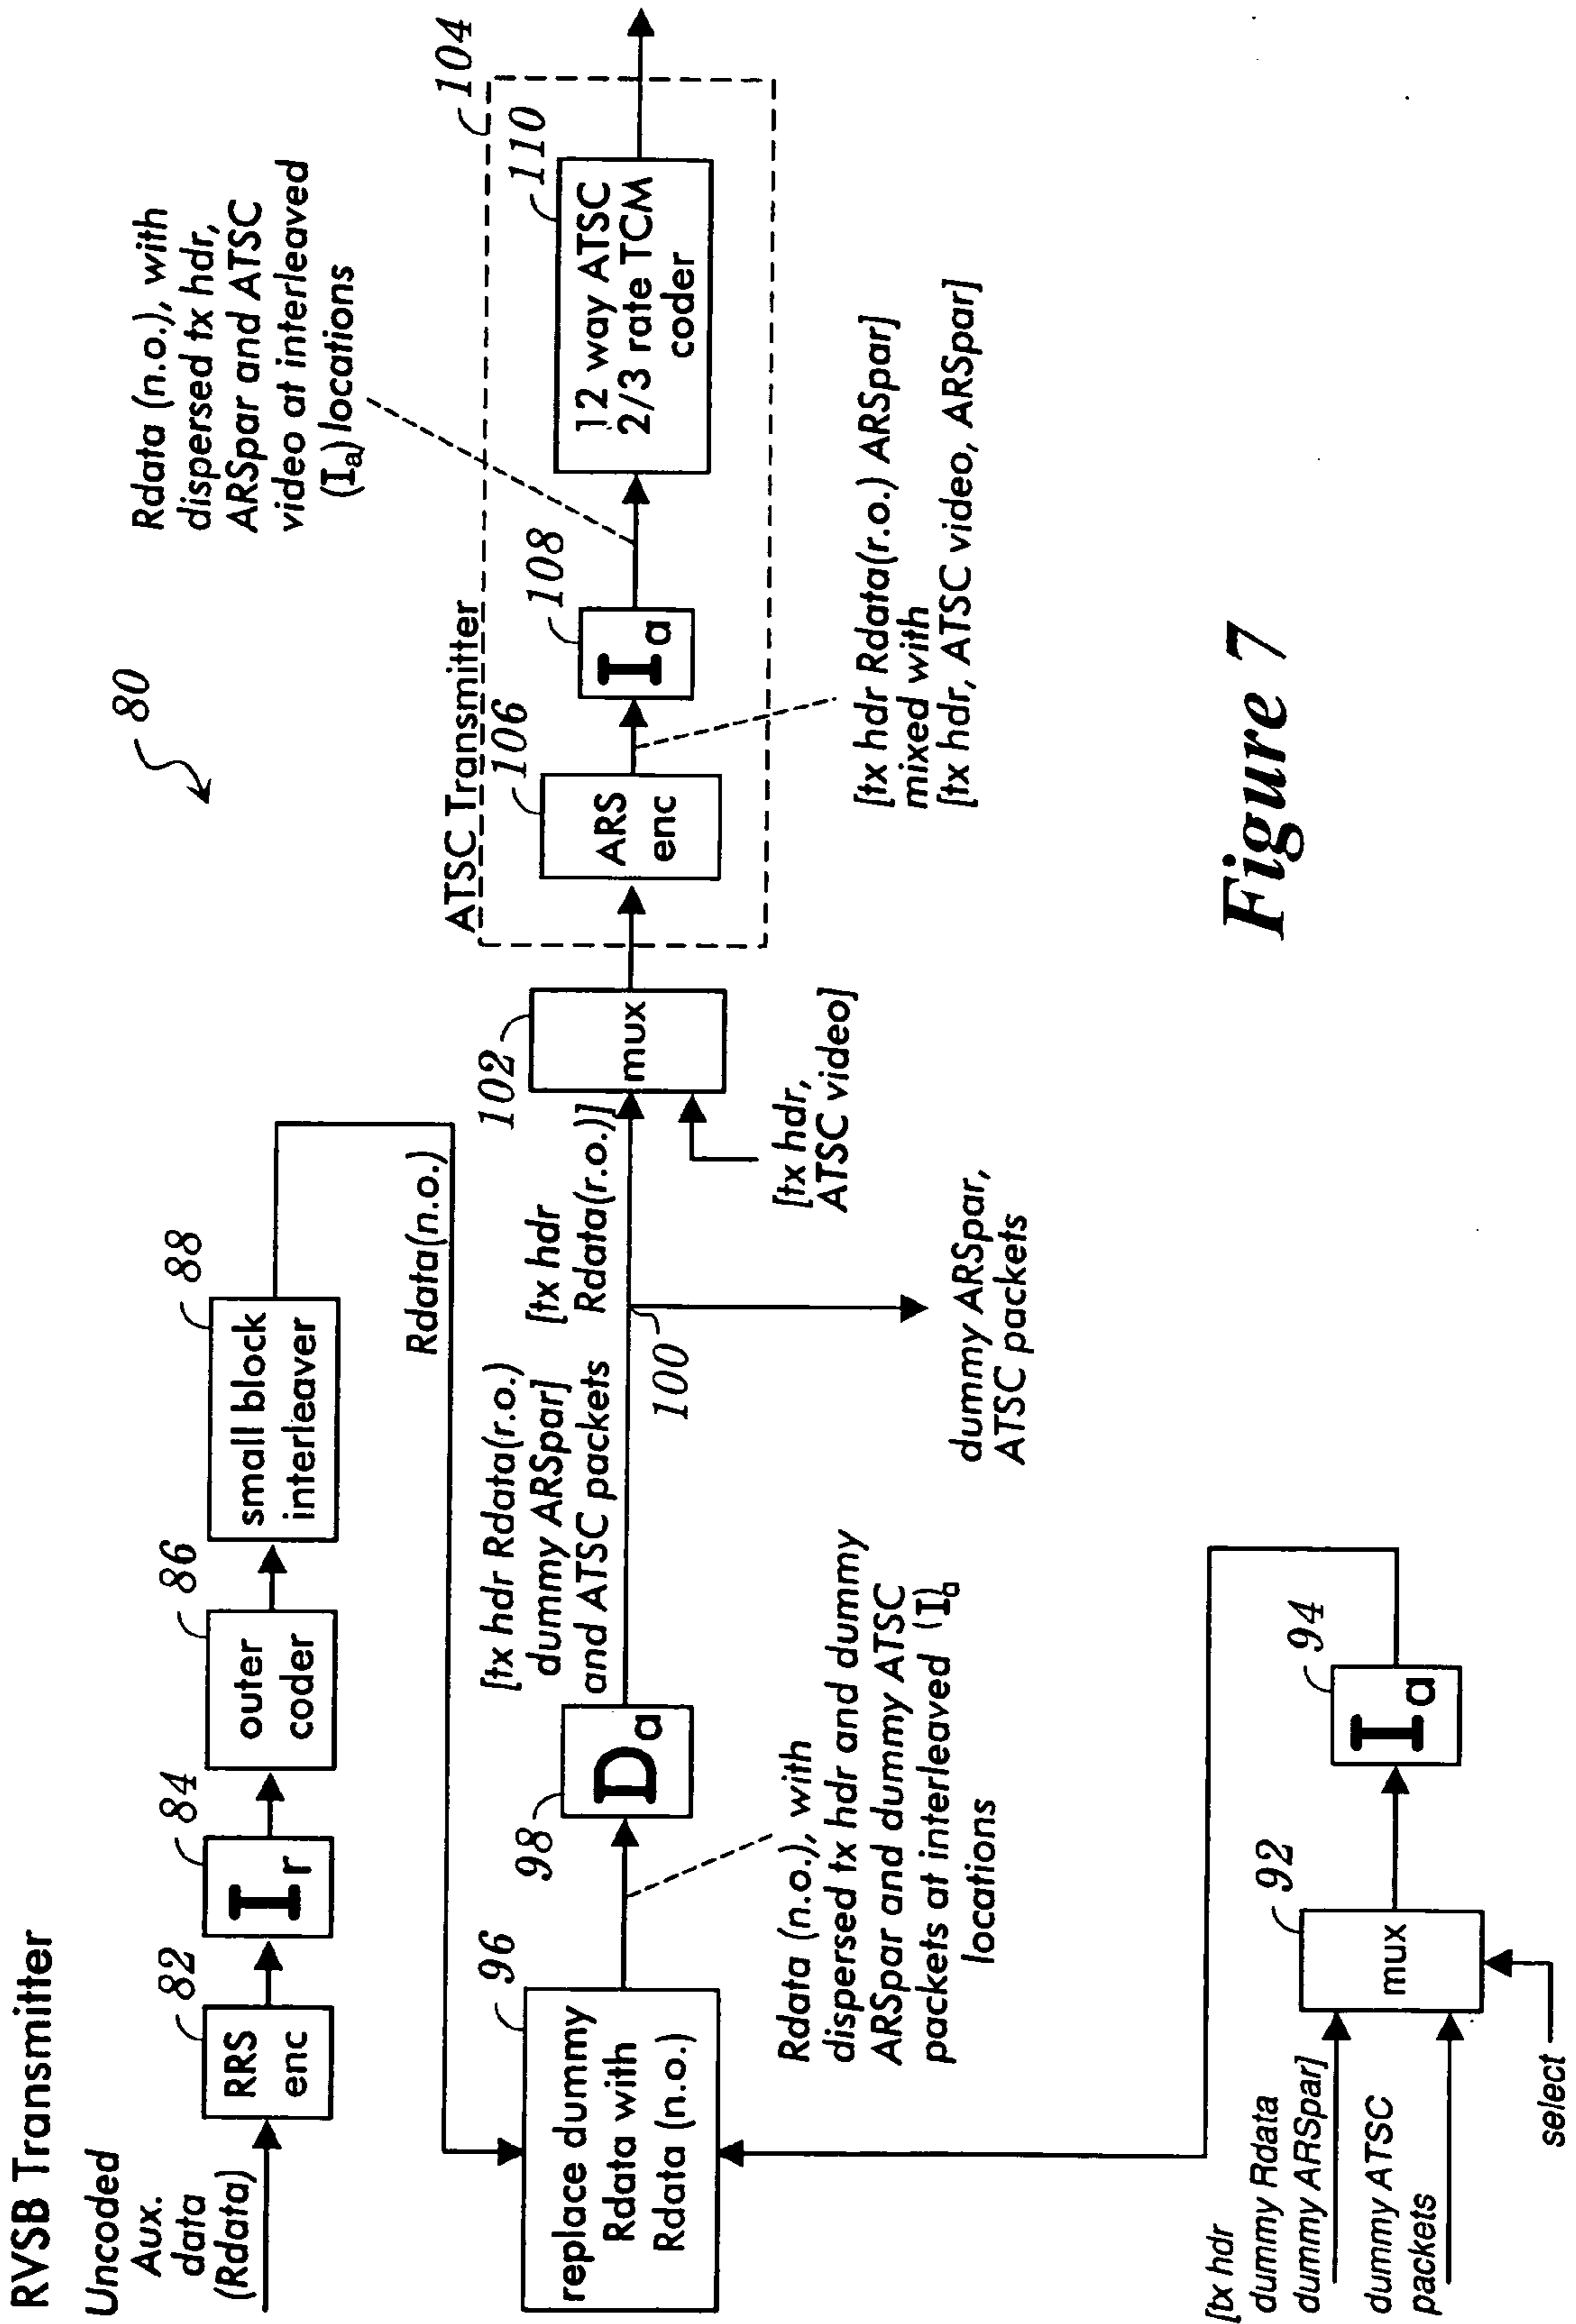 RVSB Transmitter
80
Uncoded
Aux.
data
(Rdata)
82
RRS
enc
84
Ir
86
outer
coder
88
small block
interleaver
Rdata(n.o.)
96
replace dummy
Rdata with
Rdata (n.o.)
98
Da
Rdata (n.o.), with
dispersed tx hdr and dummy
ARSpar and dummy ATSC
packets at interleaved (Ia)
locations
[tx hdr Rdata(r.o.)
dummy ARSpar]
and ATSC packets
100
dummy ARSpar,
ATSC packets
[tx hdr
Rdata(r.o.)]
102
mux
[tx hdr,
ATSC video]
ATSC Transmitter
104
106
ARS
enc
108
Ia
110
12 way ATSC
2/3 rate TCM
coder
Rdata (n.o.), with
dispersed tx hdr,
ARSpar and ATSC
video at interleaved
(Ia) locations
[tx hdr Rdata(r.o.) ARSpar]
mixed with
[tx hdr, ATSC video, ARSpar]
[tx hdr
dummy Rdata
dummy ARSpar]
dummy ATSC
packets
select
92
mux
94
Ia
Figure 7